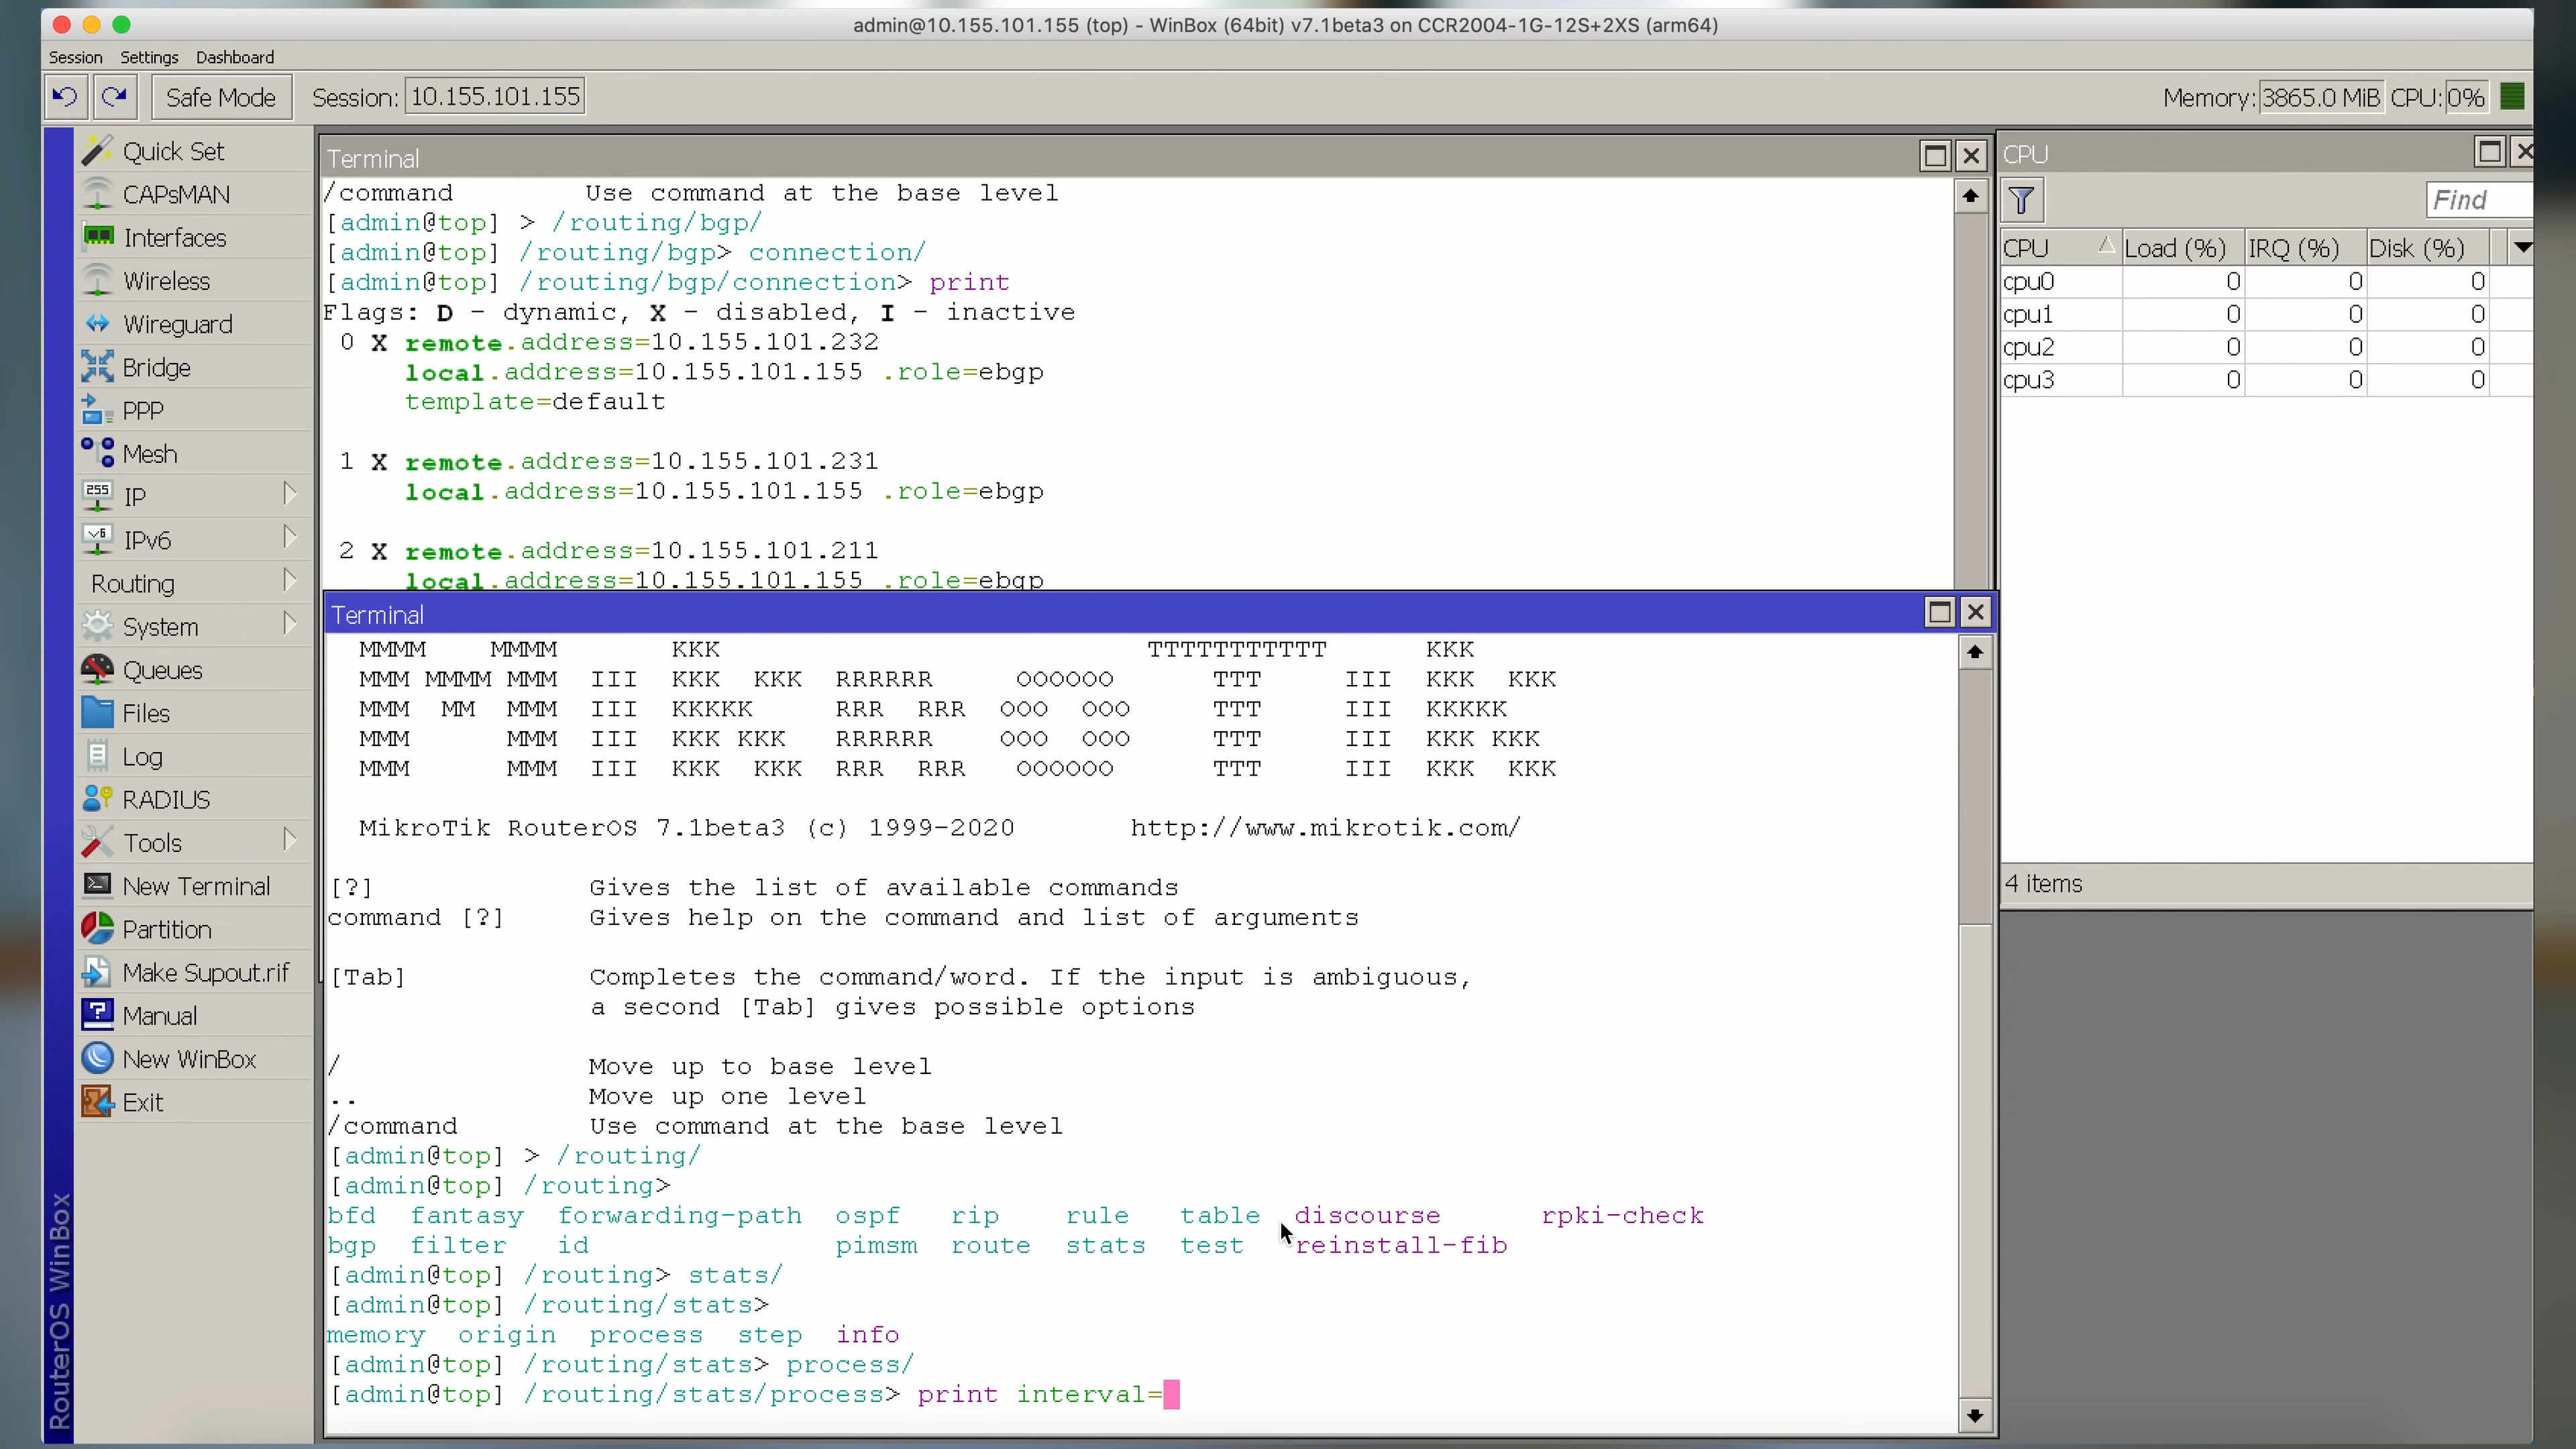 admin@10.155.101.155 (top) - WinBox (64bit) v7.1beta3 on CCR2004-1G-12S+2XS (arm64)
Session Settings Dashboard
Safe Mode Session: 10.155.101.155 Memory: 3865.0 MiB CPU: 0%
Quick Set
CAPsMAN
Interfaces
Wireless
Wireguard
Bridge
PPP
Mesh
255 IP
v6 IPv6
Routing
System
Queues
Files
Log
RADIUS
Tools
New Terminal
Partition
Make Supout.rif
Manual
New WinBox
Exit
RouterOS WinBox
Terminal
/command Use command at the base level
[admin@top] > /routing/bgp/
[admin@top] /routing/bgp> connection/
[admin@top] /routing/bgp/connection> print
Flags: D - dynamic, X - disabled, I - inactive
0 X remote.address=10.155.101.232
local.address=10.155.101.155 .role=ebgp
template=default
1 X remote.address=10.155.101.231
local.address=10.155.101.155 .role=ebgp
2 X remote.address=10.155.101.211
local.address=10.155.101.155 .role=ebgp
Terminal
MMMM MMMM KKK TTTTTTTTTTT KKK
MMM MMMM MMM III KKK KKK RRRRRR OOOOOO TTT III KKK KKK
MMM MM MMM III KKKKK RRR RRR OOO OOO TTT III KKKKK
MMM MMM III KKK KKK RRRRRR OOO OOO TTT III KKK KKK
MMM MMM III KKK KKK RRR RRR OOOOOO TTT III KKK KKK
MikroTik RouterOS 7.1beta3 (c) 1999-2020 http://www.mikrotik.com/
[?] Gives the list of available commands
command [?] Gives help on the command and list of arguments
[Tab] Completes the command/word. If the input is ambiguous,
a second [Tab] gives possible options
/ Move up to base level
.. Move up one level
/command Use command at the base level
[admin@top] > /routing/
[admin@top] /routing>
bfd fantasy forwarding-path ospf rip rule table discourse rpki-check
bgp filter id pimsm route stats test reinstall-fib
[admin@top] /routing> stats/
[admin@top] /routing/stats>
memory origin process step info
[admin@top] /routing/stats> process/
[admin@top] /routing/stats/process> print interval=
CPU
Find
CPU Load (%) IRQ (%) Disk (%)
cpu0 0 0 0
cpu1 0 0 0
cpu2 0 0 0
cpu3 0 0 0
4 items